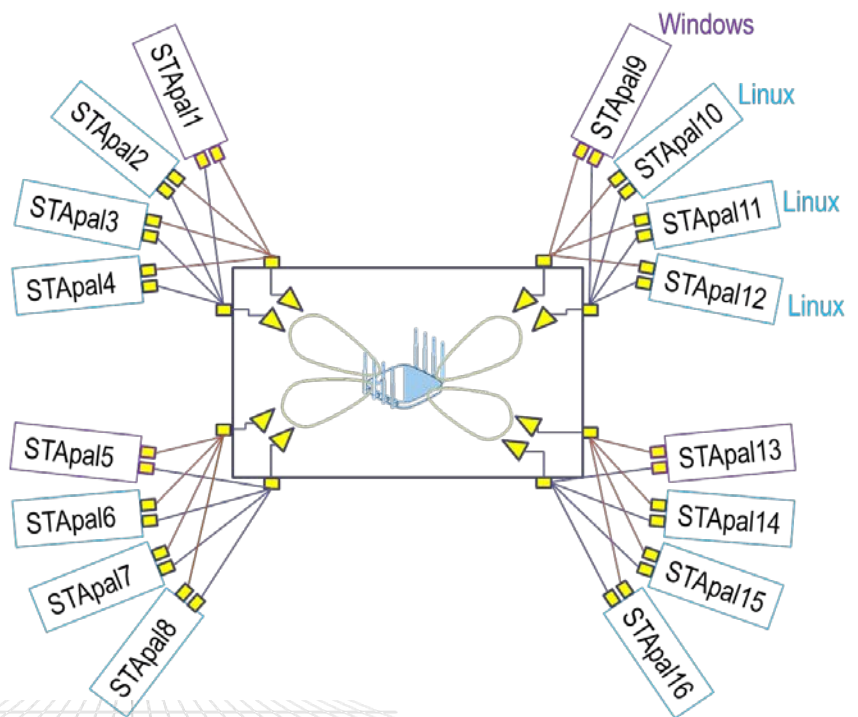 Windows
STApal1
STApal9
Linux
STApal2
STApal10
STApal3
STApal11
Linux
STApal4
STApal12
Linux
STApal5
STApal13
STApal6
STApal14
STApal7
STApal15
STApal8
STApal16